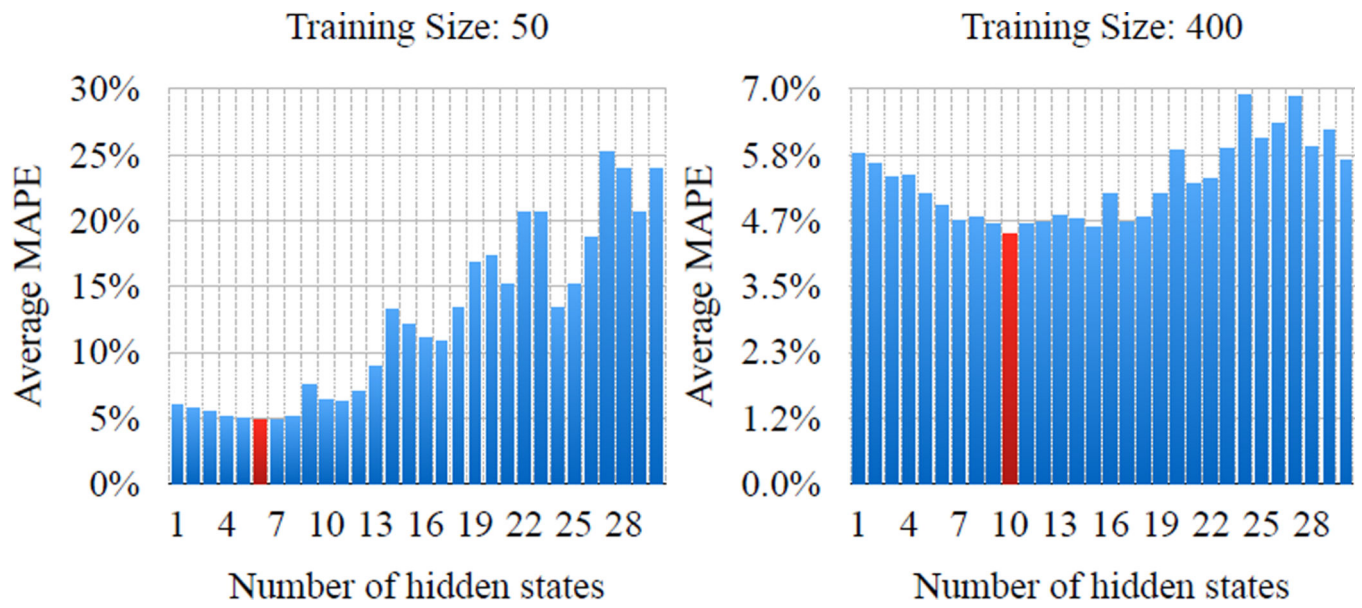 Training Size: 50
Average MAPE
30%
25%
20%
15%
10%
5%
0%
1 4 7 10 13 16 19 22 25 28
Number of hidden states
Training Size: 400
Average MAPE
7.0%
5.8%
4.7%
3.5%
2.3%
1.2%
0.0%
1 4 7 10 13 16 19 22 25 28
Number of hidden states